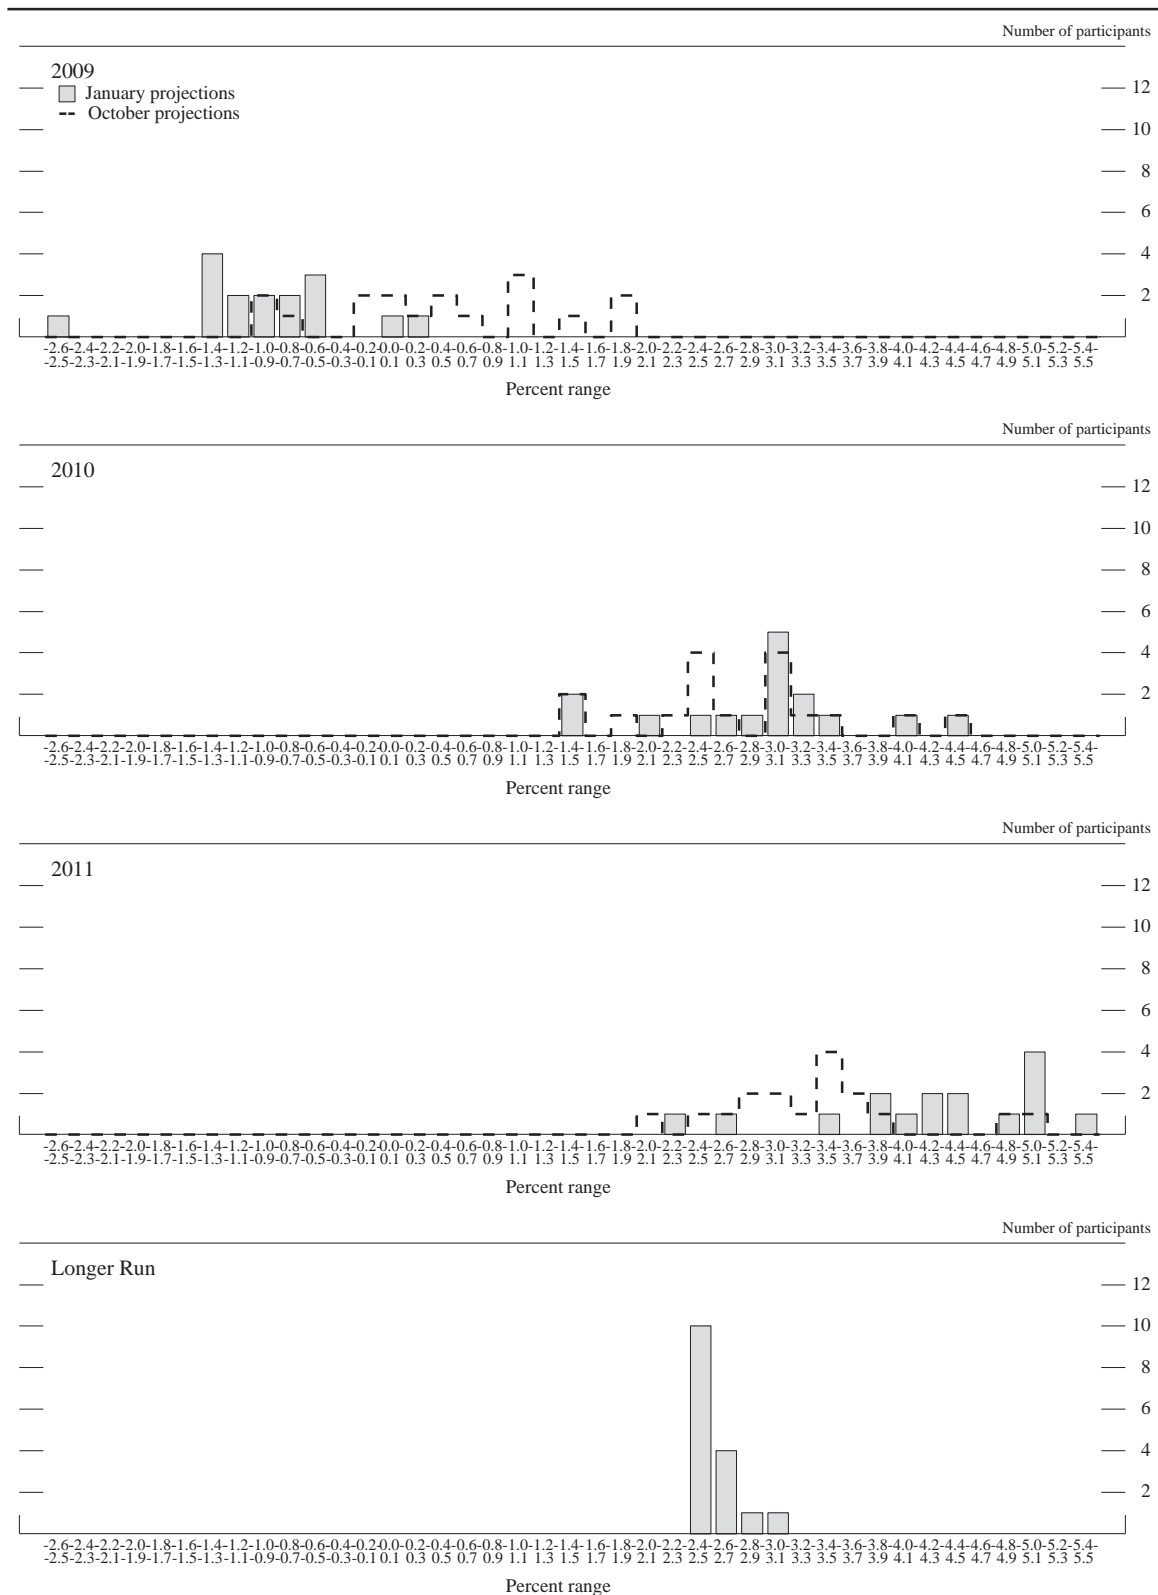 Number of participants
2009
January projections
October projections
12
10
8
6
4
2
-2.6--2.4--2.2--2.0--1.8--1.6--1.4--1.2--1.0--0.8--0.6--0.4--0.2--0.0- 0.2- 0.4- 0.6- 0.8- 1.0- 1.2- 1.4- 1.6- 1.8- 2.0- 2.2- 2.4- 2.6- 2.8- 3.0- 3.2- 3.4- 3.6- 3.8- 4.0- 4.2- 4.4- 4.6- 4.8- 5.0- 5.2- 5.4-
-2.5 -2.3 -2.1 -1.9 -1.7 -1.5 -1.3 -1.1 -0.9 -0.7 -0.5 -0.3 -0.1 0.1 0.3 0.5 0.7 0.9 1.1 1.3 1.5 1.7 1.9 2.1 2.3 2.5 2.7 2.9 3.1 3.3 3.5 3.7 3.9 4.1 4.3 4.5 4.7 4.9 5.1 5.3 5.5
Percent range
Number of participants
2010
12
10
8
6
4
2
-2.6--2.4--2.2--2.0--1.8--1.6--1.4--1.2--1.0--0.8--0.6--0.4--0.2--0.0- 0.2- 0.4- 0.6- 0.8- 1.0- 1.2- 1.4- 1.6- 1.8- 2.0- 2.2- 2.4- 2.6- 2.8- 3.0- 3.2- 3.4- 3.6- 3.8- 4.0- 4.2- 4.4- 4.6- 4.8- 5.0- 5.2- 5.4-
-2.5 -2.3 -2.1 -1.9 -1.7 -1.5 -1.3 -1.1 -0.9 -0.7 -0.5 -0.3 -0.1 0.1 0.3 0.5 0.7 0.9 1.1 1.3 1.5 1.7 1.9 2.1 2.3 2.5 2.7 2.9 3.1 3.3 3.5 3.7 3.9 4.1 4.3 4.5 4.7 4.9 5.1 5.3 5.5
Percent range
Number of participants
2011
12
10
8
6
4
2
-2.6--2.4--2.2--2.0--1.8--1.6--1.4--1.2--1.0--0.8--0.6--0.4--0.2--0.0- 0.2- 0.4- 0.6- 0.8- 1.0- 1.2- 1.4- 1.6- 1.8- 2.0- 2.2- 2.4- 2.6- 2.8- 3.0- 3.2- 3.4- 3.6- 3.8- 4.0- 4.2- 4.4- 4.6- 4.8- 5.0- 5.2- 5.4-
-2.5 -2.3 -2.1 -1.9 -1.7 -1.5 -1.3 -1.1 -0.9 -0.7 -0.5 -0.3 -0.1 0.1 0.3 0.5 0.7 0.9 1.1 1.3 1.5 1.7 1.9 2.1 2.3 2.5 2.7 2.9 3.1 3.3 3.5 3.7 3.9 4.1 4.3 4.5 4.7 4.9 5.1 5.3 5.5
Percent range
Number of participants
Longer Run
12
10
8
6
4
2
-2.6--2.4--2.2--2.0--1.8--1.6--1.4--1.2--1.0--0.8--0.6--0.4--0.2--0.0- 0.2- 0.4- 0.6- 0.8- 1.0- 1.2- 1.4- 1.6- 1.8- 2.0- 2.2- 2.4- 2.6- 2.8- 3.0- 3.2- 3.4- 3.6- 3.8- 4.0- 4.2- 4.4- 4.6- 4.8- 5.0- 5.2- 5.4-
-2.5 -2.3 -2.1 -1.9 -1.7 -1.5 -1.3 -1.1 -0.9 -0.7 -0.5 -0.3 -0.1 0.1 0.3 0.5 0.7 0.9 1.1 1.3 1.5 1.7 1.9 2.1 2.3 2.5 2.7 2.9 3.1 3.3 3.5 3.7 3.9 4.1 4.3 4.5 4.7 4.9 5.1 5.3 5.5
Percent range